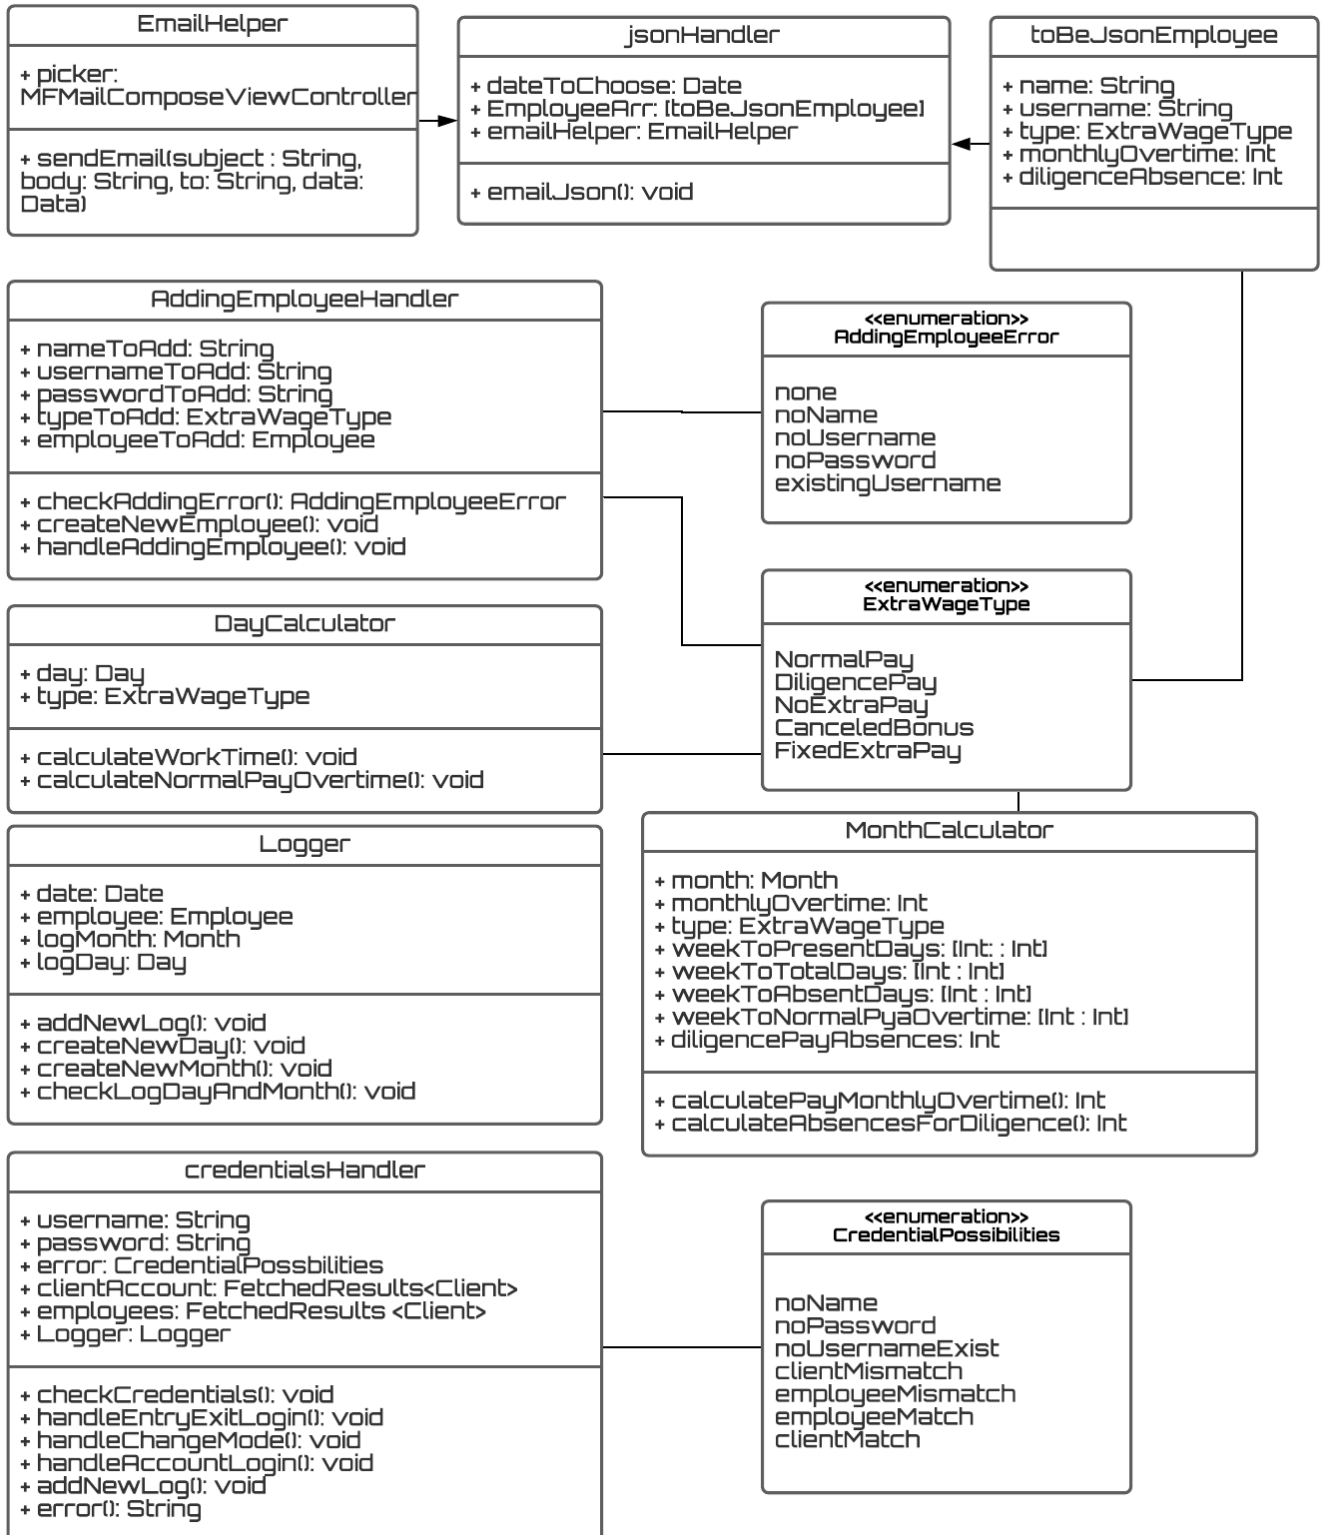 EmailHelper
+ picker:
MFMailComposeViewController
+ sendEmail(subject : String,
body: String, to: String, data:
Data)
jsonHandler
+ dateToChoose: Date
+ EmployeeArr: [toBeJsonEmployee]
+ emailHelper: EmailHelper
+ emailJson(): void
toBeJsonEmployee
+ name: String
+ username: String
+ type: ExtraWageType
+ monthlyOvertime: Int
+ diligenceAbsence: Int
AddingEmployeeHandler
+ nameToAdd: String
+ usernameToAdd: String
+ passwordToAdd: String
+ typeToAdd: ExtraWageType
+ employeeToAdd: Employee
+ checkAddingError(): AddingEmployeeError
+ createNewEmployee(): void
+ handleAddingEmployee(): void
<<enumeration>>
AddingEmployeeError
none
noName
noUsername
noPassword
existingUsername
<<enumeration>>
ExtraWageType
NormalPay
DiligencePay
NoExtraPay
CanceledBonus
FixedExtraPay
DayCalculator
+ day: Day
+ type: ExtraWageType
+ calculateWorkTime(): void
+ calculateNormalPayOvertime(): void
Logger
+ date: Date
+ employee: Employee
+ logMonth: Month
+ logDay: Day
+ addNewLog(): void
+ createNewDay(): void
+ createNewMonth(): void
+ checkLogDayAndMonth(): void
MonthCalculator
+ month: Month
+ monthlyOvertime: Int
+ type: ExtraWageType
+ weekToPresentDays: [Int: : Int]
+ weekToTotalDays: [Int : Int]
+ weekToAbsentDays: [Int : Int]
+ weekToNormalPyaOvertime: [Int : Int]
+ diligencePayAbsences: Int
+ calculatePayMonthlyOvertime(): Int
+ calculateAbsencesForDiligence(): Int
credentialsHandler
+ username: String
+ password: String
+ error: CredentialPossbilities
+ clientAccount: FetchedResults<Client>
+ employees: FetchedResults <Client>
+ Logger: Logger
+ checkCredentials(): void
+ handleEntryExitLogin(): void
+ handleChangeMode(): void
+ handleAccountLogin(): void
+ addNewLog(): void
+ error(): String
<<enumeration>>
CredentialPossibilities
noName
noPassword
noUsernameExist
clientMismatch
employeeMismatch
employeeMatch
clientMatch